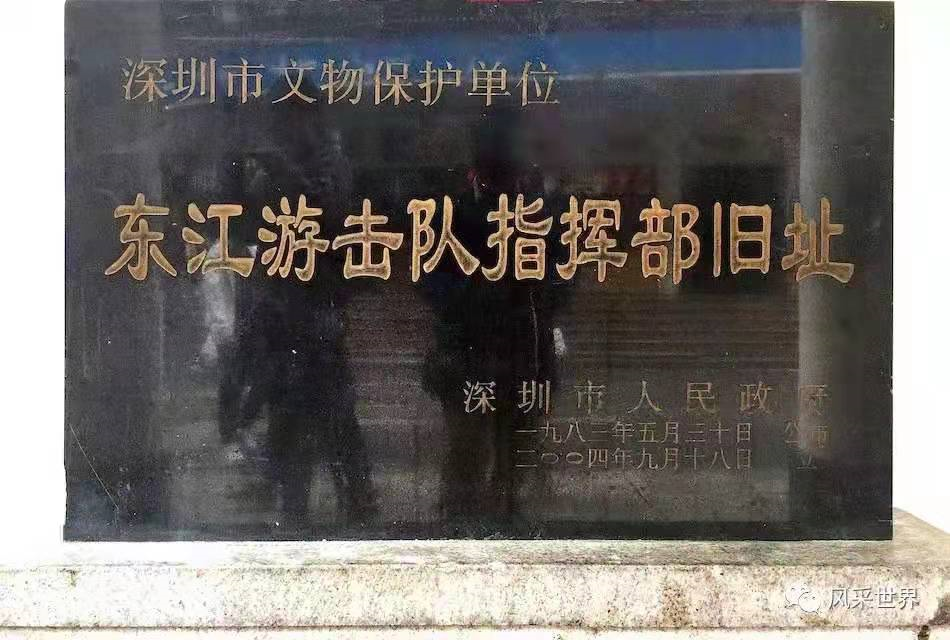 深圳市文物保护单位
东江游击队指挥部旧址
深圳市人民政府
一九八三年五月三十日 公布
二〇〇四年九月十八日 立
风采世界